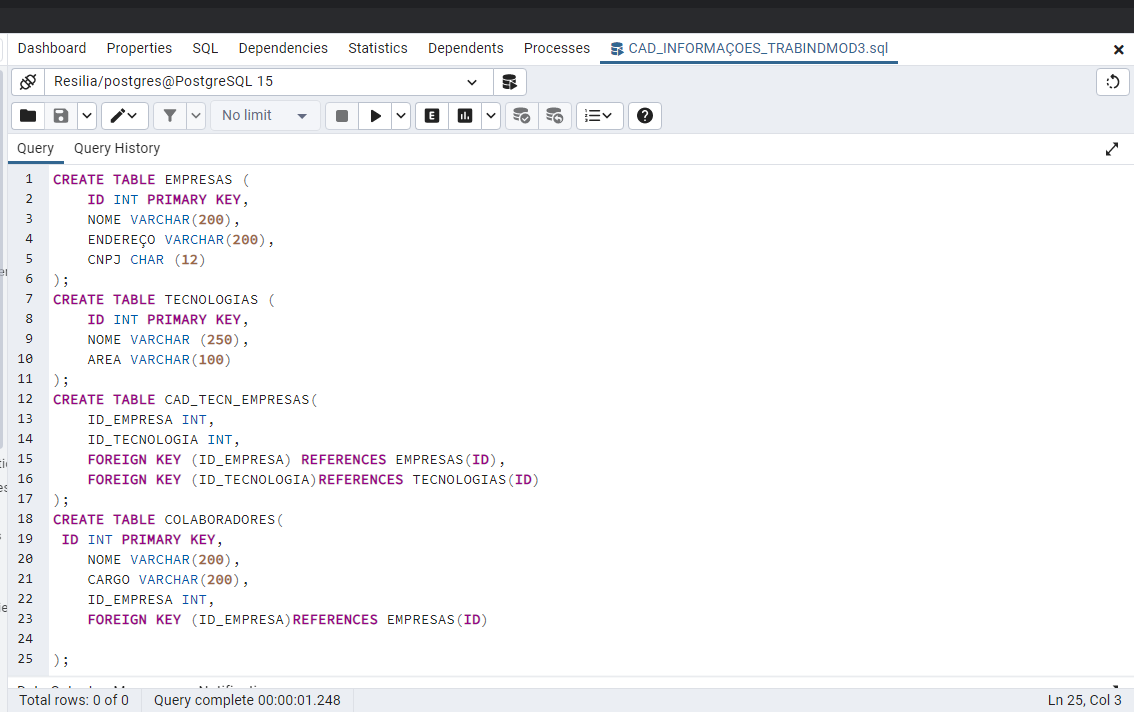 Dashboard Properties SQL Dependencies Statistics Dependents Processes CAD_INFORMAÇOES_TRABINDMOD3.sql
Resilia/postgres@PostgreSQL 15
No limit E
Query Query History
1 CREATE TABLE EMPRESAS (
2 ID INT PRIMARY KEY,
3 NOME VARCHAR(200),
4 ENDEREÇO VARCHAR(200),
5 CNPJ CHAR (12)
6 );
7 CREATE TABLE TECNOLOGIAS (
8 ID INT PRIMARY KEY,
9 NOME VARCHAR (250),
10 AREA VARCHAR(100)
11 );
12 CREATE TABLE CAD_TECN_EMPRESAS(
13 ID_EMPRESA INT,
14 ID_TECNOLOGIA INT,
15 FOREIGN KEY (ID_EMPRESA) REFERENCES EMPRESAS(ID),
16 FOREIGN KEY (ID_TECNOLOGIA)REFERENCES TECNOLOGIAS(ID)
17 );
18 CREATE TABLE COLABORADORES(
19 ID INT PRIMARY KEY,
20 NOME VARCHAR(200),
21 CARGO VARCHAR(200),
22 ID_EMPRESA INT,
23 FOREIGN KEY (ID_EMPRESA)REFERENCES EMPRESAS(ID)
24
25 );
Total rows: 0 of 0 Query complete 00:00:01.248 Ln 25, Col 3